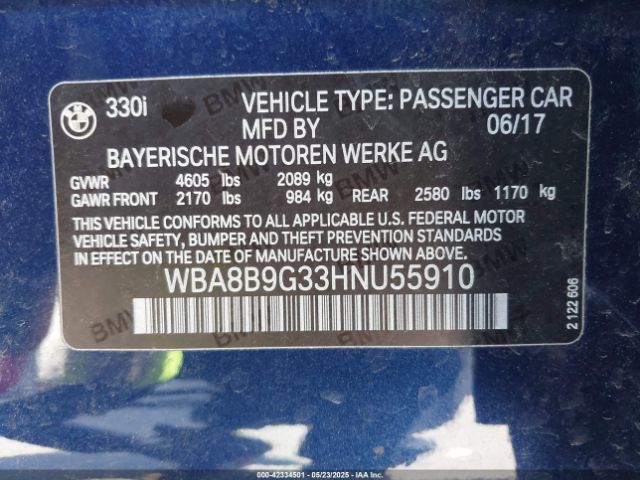 330i VEHICLE TYPE: PASSENGER CAR
MFD BY 06/17
BAYERISCHE MOTOREN WERKE AG
GVWR 4605 lbs 2089 kg
GAWR FRONT 2170 lbs 984 kg REAR 2580 lbs 1170 kg
THIS VEHICLE CONFORMS TO ALL APPLICABLE U.S. FEDERAL MOTOR
VEHICLE SAFETY, BUMPER AND THEFT PREVENTION STANDARDS
IN EFFECT ON THE DATE OF MANUFACTURE SHOWN ABOVE.
WBA8B9G33HNU55910
2 122 606
000-42334501 - 05/23/2025 - IAAI.COM